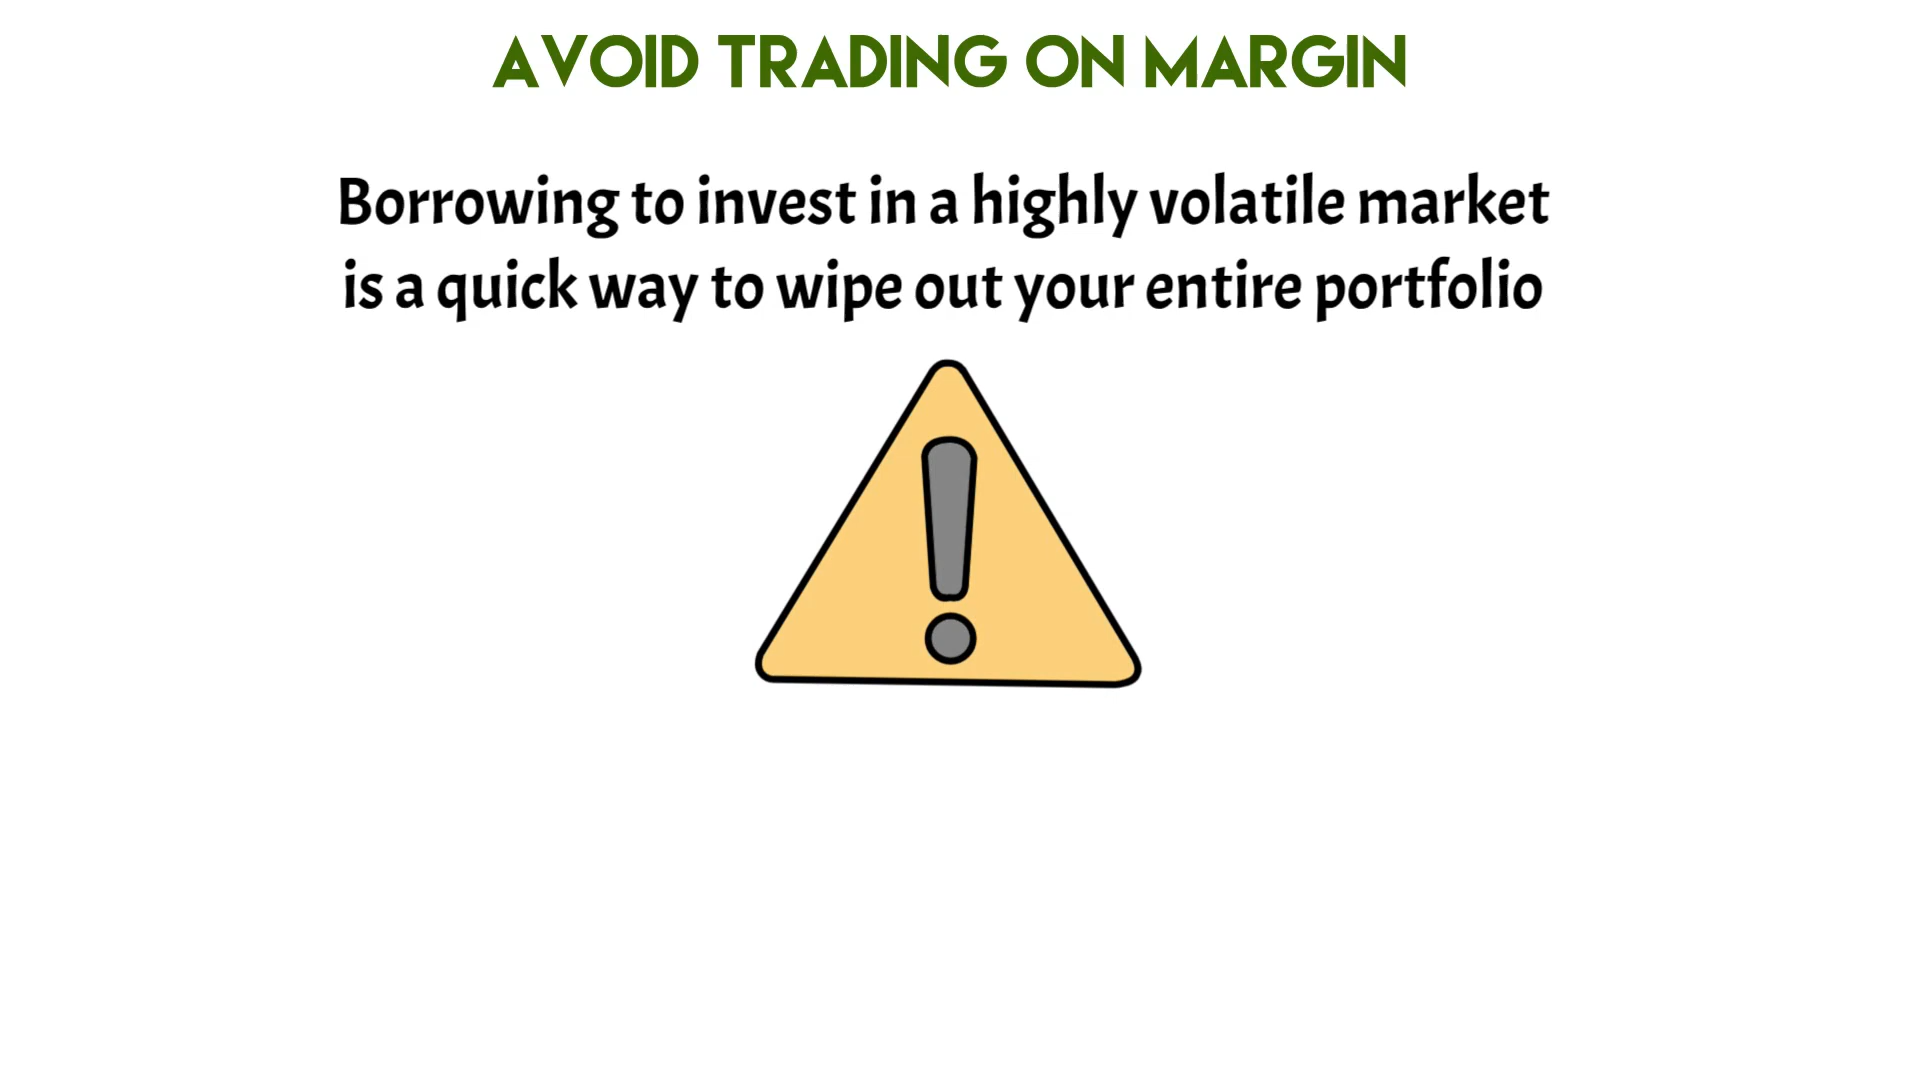 AVOID TRADING ON MARGIN
Borrowing to invest in a highly volatile market
is a quick way to wipe out your entire portfolio